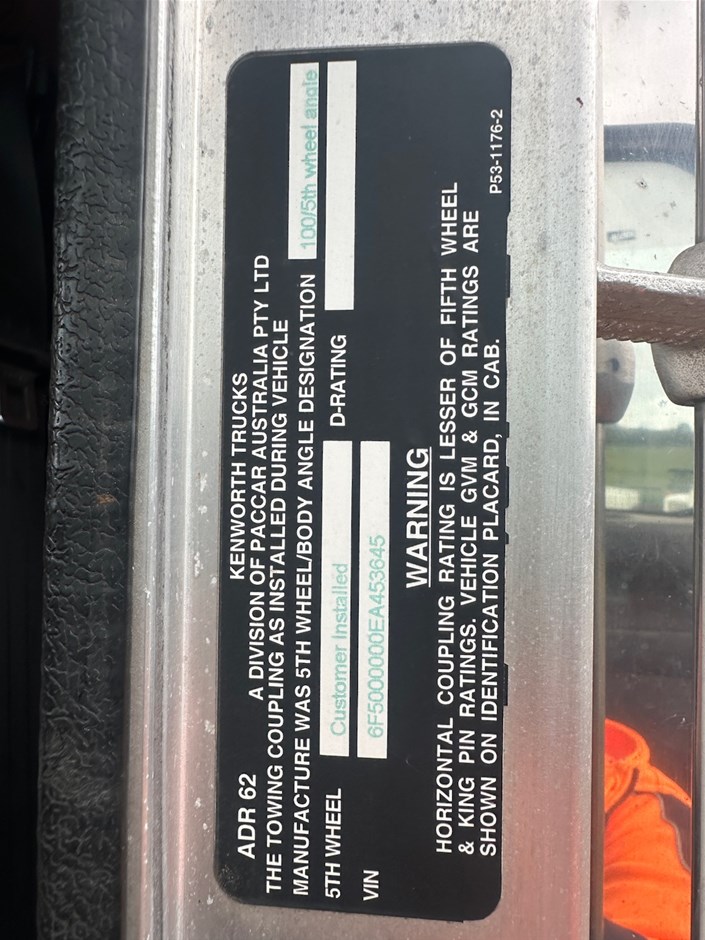 KENWORTH TRUCKS
ADR 62 A DIVISION OF PACCAR AUSTRALIA PTY LTD
THE TOWING COUPLING AS INSTALLED DURING VEHICLE
MANUFACTURE WAS 5TH WHEEL/BODY ANGLE DESIGNATION 100/5th wheel angle
5TH WHEEL Customer Installed D-RATING
VIN 6F5000000EA453645
WARNING
HORIZONTAL COUPLING RATING IS LESSER OF FIFTH WHEEL
& KING PIN RATINGS. VEHICLE GVM & GCM RATINGS ARE
SHOWN ON IDENTIFICATION PLACARD, IN CAB.
P53-1176-2